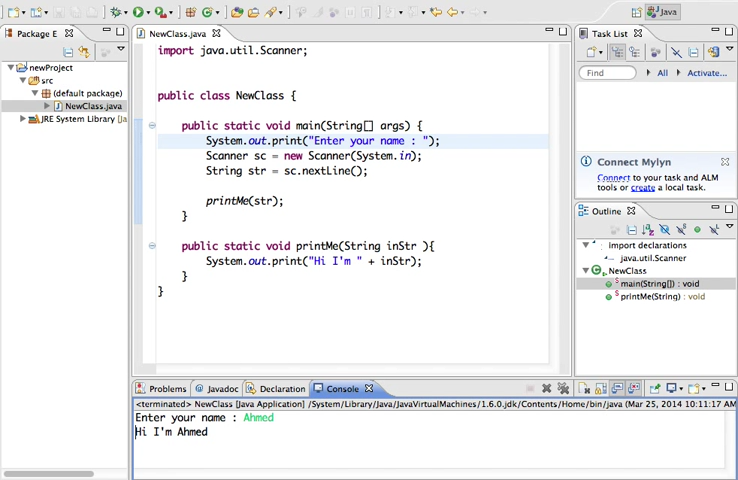 Java
Package E
newProject
src
(default package)
NewClass.java
JRE System Library (Ja
NewClass.java
import java.util.Scanner;
public class NewClass {
public static void main(String[] args) {
System.out.print("Enter your name : ");
Scanner sc = new Scanner(System.in);
String str = sc.nextLine();
printMe(str);
}
public static void printMe(String inStr ){
System.out.print("Hi I'm " + inStr);
}
}
Task List
Find
All
Activate...
Connect Mylyn
Connect to your task and ALM
tools or create a local task.
Outline
import declarations
java.util.Scanner
NewClass
main(String[]) : void
printMe(String) : void
Problems
Javadoc
Declaration
Console
<terminated> NewClass [Java Application] /System/Library/Java/JavaVirtualMachines/1.6.0.jdk/Contents/Home/bin/java (Mar 25, 2014 10:11:17 AM
Enter your name : Ahmed
Hi I'm Ahmed